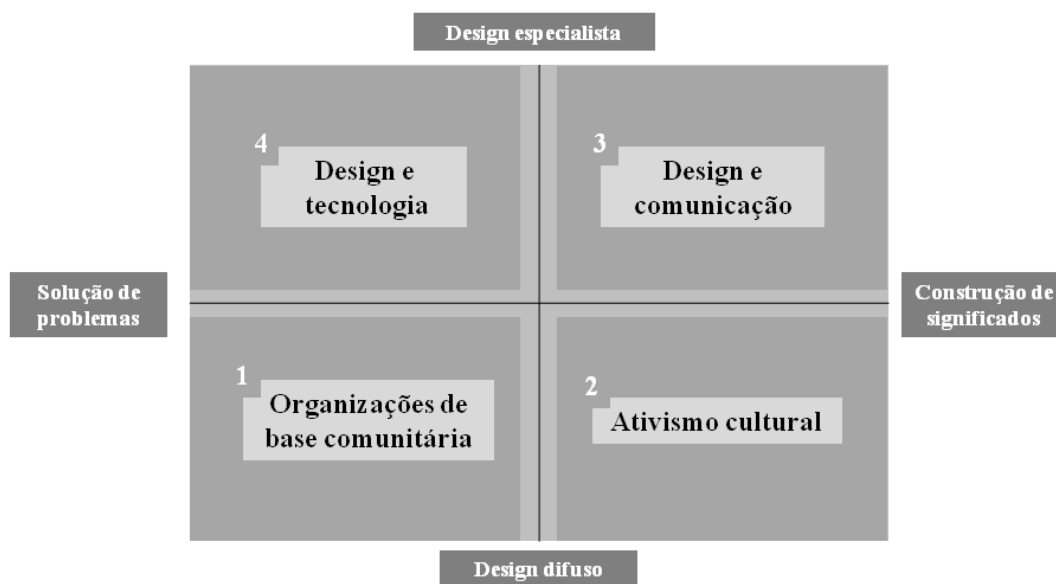 Design especialista
4
Design e
tecnologia
3
Design e
comunicação
Solução de
problemas
Construção de
significados
1
Organizações de
base comunitária
2
Ativismo cultural
Design difuso